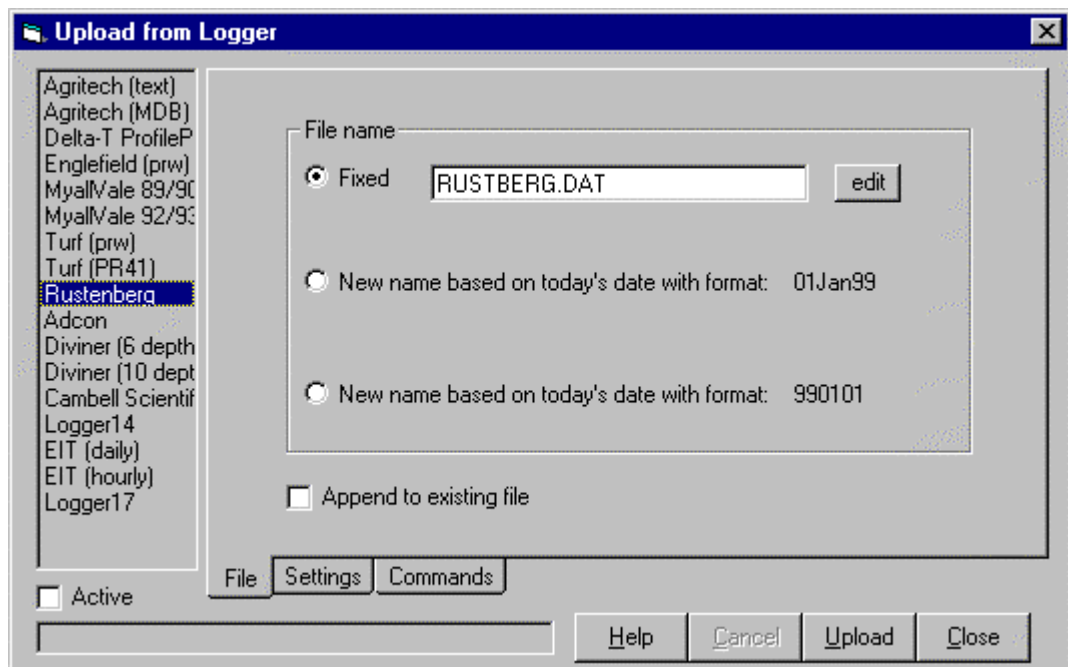 Upload from Logger
Agritech (text)
Agritech (MDB)
Delta-T ProfileP
Englefield (prw)
MyallVale 89/90
MyallVale 92/93
Turf (prw)
Turf (PR41)
Rustenberg
Adcon
Diviner (6 depth
Diviner (10 dept
Cambell Scientif
Logger14
EIT (daily)
EIT (hourly)
Logger17
Active
File name
Fixed RUSTBERG.DAT edit
New name based on today's date with format: 01Jan99
New name based on today's date with format: 990101
Append to existing file
File Settings Commands
Help Cancel Upload Close